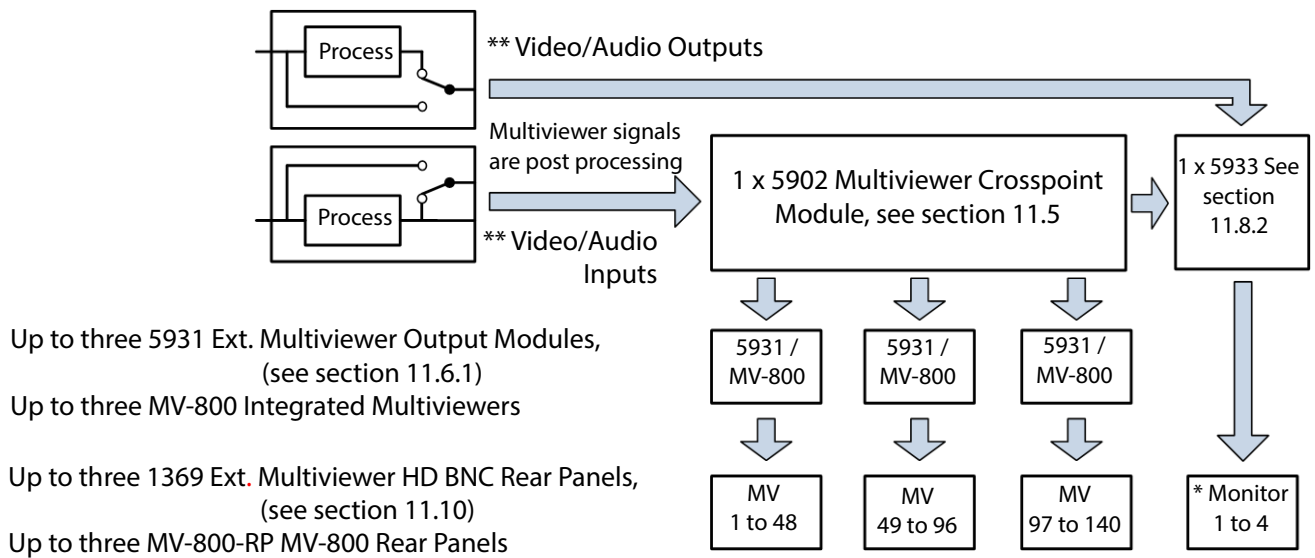 Process
** Video/Audio Outputs
Multiviewer signals
are post processing
Process
** Video/Audio
Inputs
1 x 5902 Multiviewer Crosspoint
Module, see section 11.5
1 x 5933 See
section
11.8.2
Up to three 5931 Ext. Multiviewer Output Modules,
(see section 11.6.1)
Up to three MV-800 Integrated Multiviewers
5931 /
MV-800
5931 /
MV-800
5931 /
MV-800
Up to three 1369 Ext. Multiviewer HD BNC Rear Panels,
(see section 11.10)
Up to three MV-800-RP MV-800 Rear Panels
MV
1 to 48
MV
49 to 96
MV
97 to 140
* Monitor
1 to 4